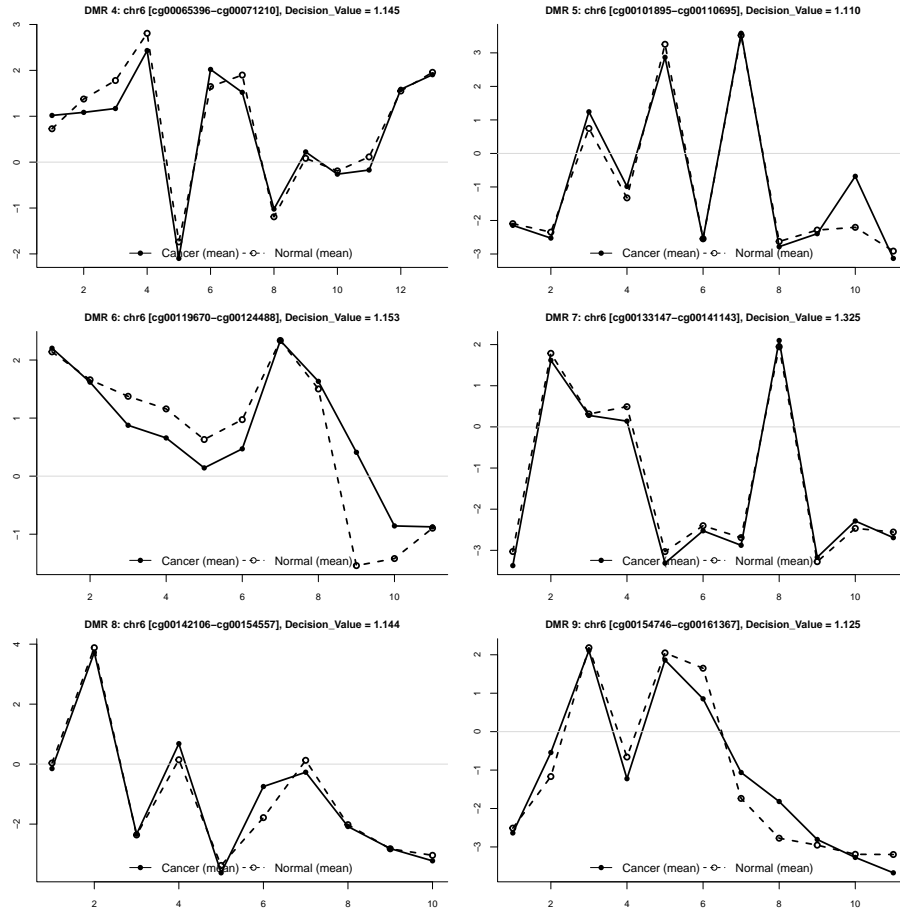 DMR 4: chr6 [cg00065396−cg00071210], Decision_Value = 1.145
3
2
1
0
−1
−2
Cancer (mean)
Normal (mean)
2 4 6 8 10 12
DMR 5: chr6 [cg00101895−cg00110695], Decision_Value = 1.110
3
2
1
0
−1
−2
−3
Cancer (mean)
Normal (mean)
2 4 6 8 10
DMR 6: chr6 [cg00119670−cg00124488], Decision_Value = 1.153
2
1
0
−1
Cancer (mean)
Normal (mean)
2 4 6 8 10
DMR 7: chr6 [cg00133147−cg00141143], Decision_Value = 1.325
2
1
0
−1
−2
−3
Cancer (mean)
Normal (mean)
2 4 6 8 10
DMR 8: chr6 [cg00142106−cg00154557], Decision_Value = 1.144
4
2
0
−2
Cancer (mean)
Normal (mean)
2 4 6 8 10
DMR 9: chr6 [cg00154746−cg00161367], Decision_Value = 1.125
2
1
0
−1
−2
−3
Cancer (mean)
Normal (mean)
2 4 6 8 10